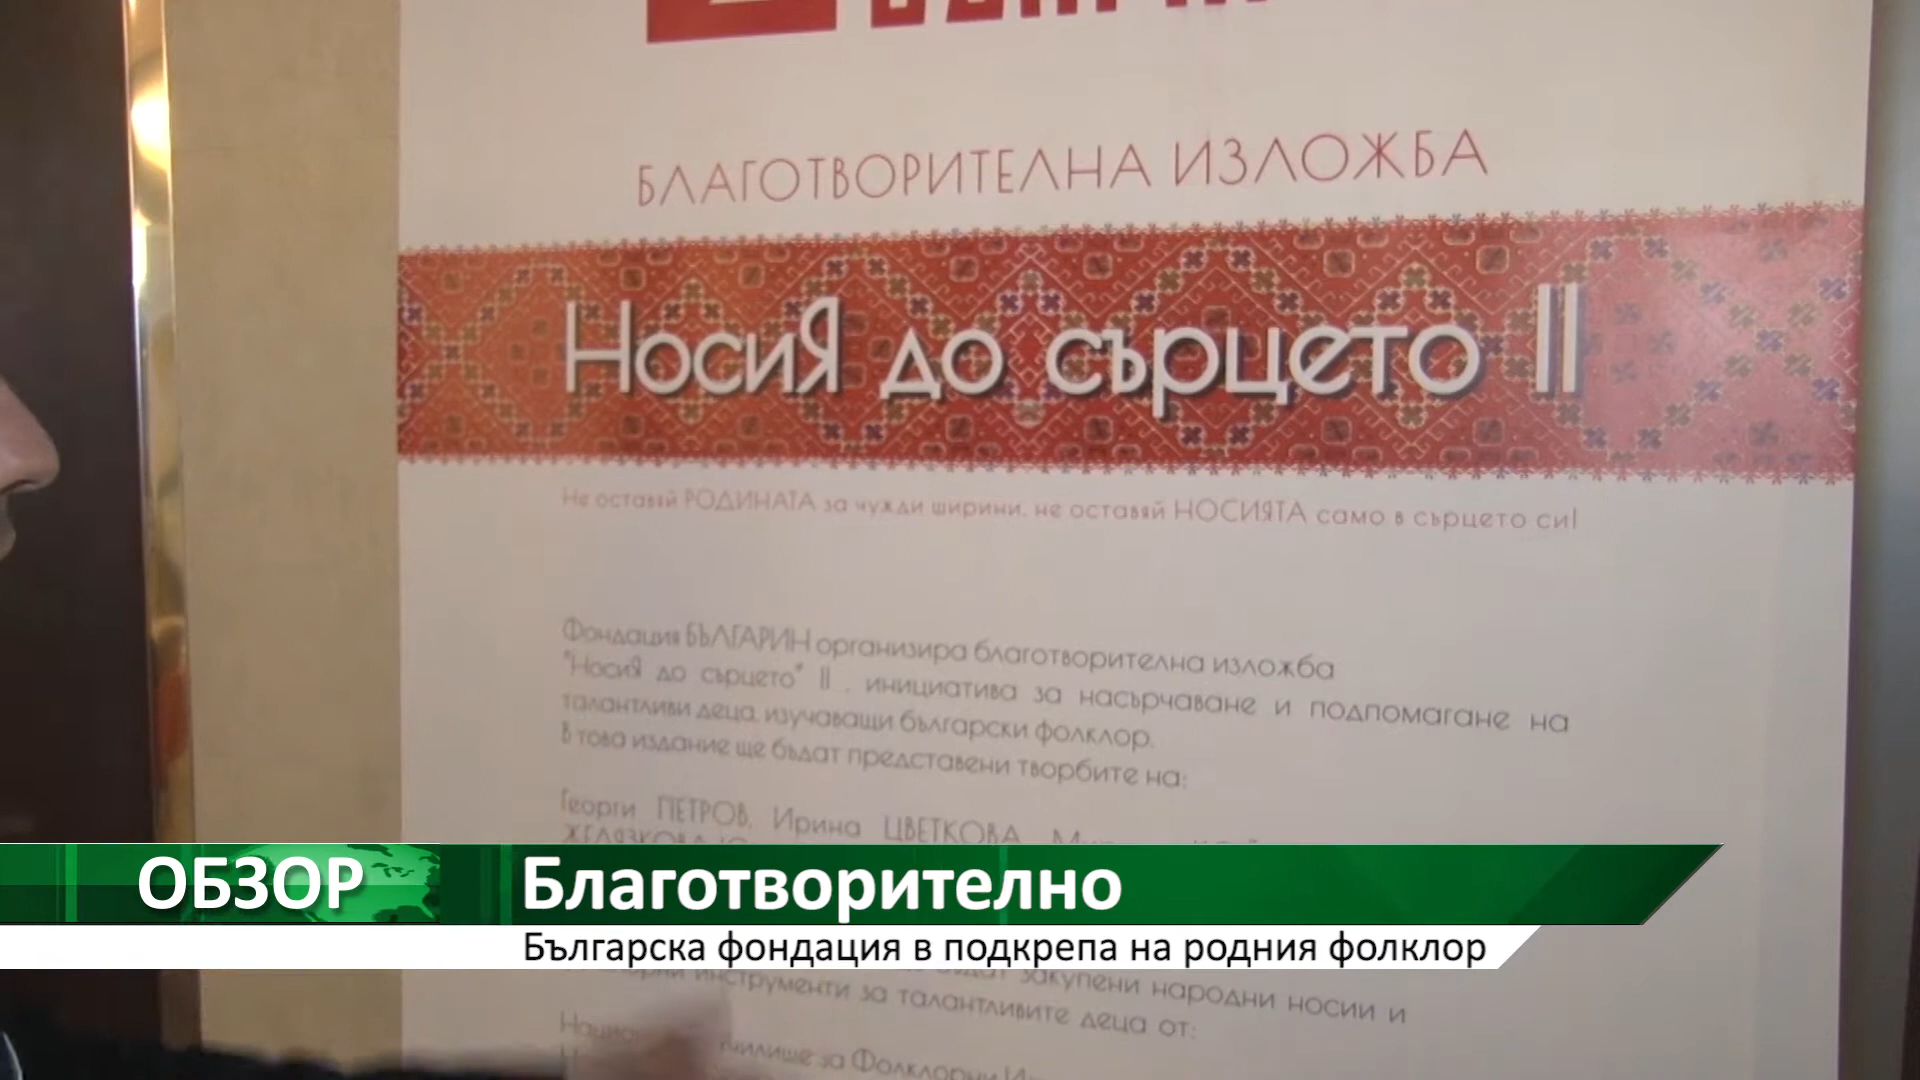 БЛАГОТВОРИТЕЛНА ИЗЛОЖБА
НосиЯ до сърцето II
Не оставяй РОДИНАТА за чужди ширини, не оставяй НОСИЯТА само в сърцето си!
Фондация БЪЛГАРИН организира благотворителна изложба
"НосиЯ до сърцето" II , инициатива за насърчаване и подпомагане на
талантливи деца, изучаващи български фолклор.
В това издание ще бъдат представени творбите на:
Георги ПЕТРОВ, Ирина ЦВЕТКОВА,
ОБЗОР
Благотворително
Българска фондация в подкрепа на родния фолклор
закупени народни носии и
инструменти за талантливите деца от:
за Фолклорни